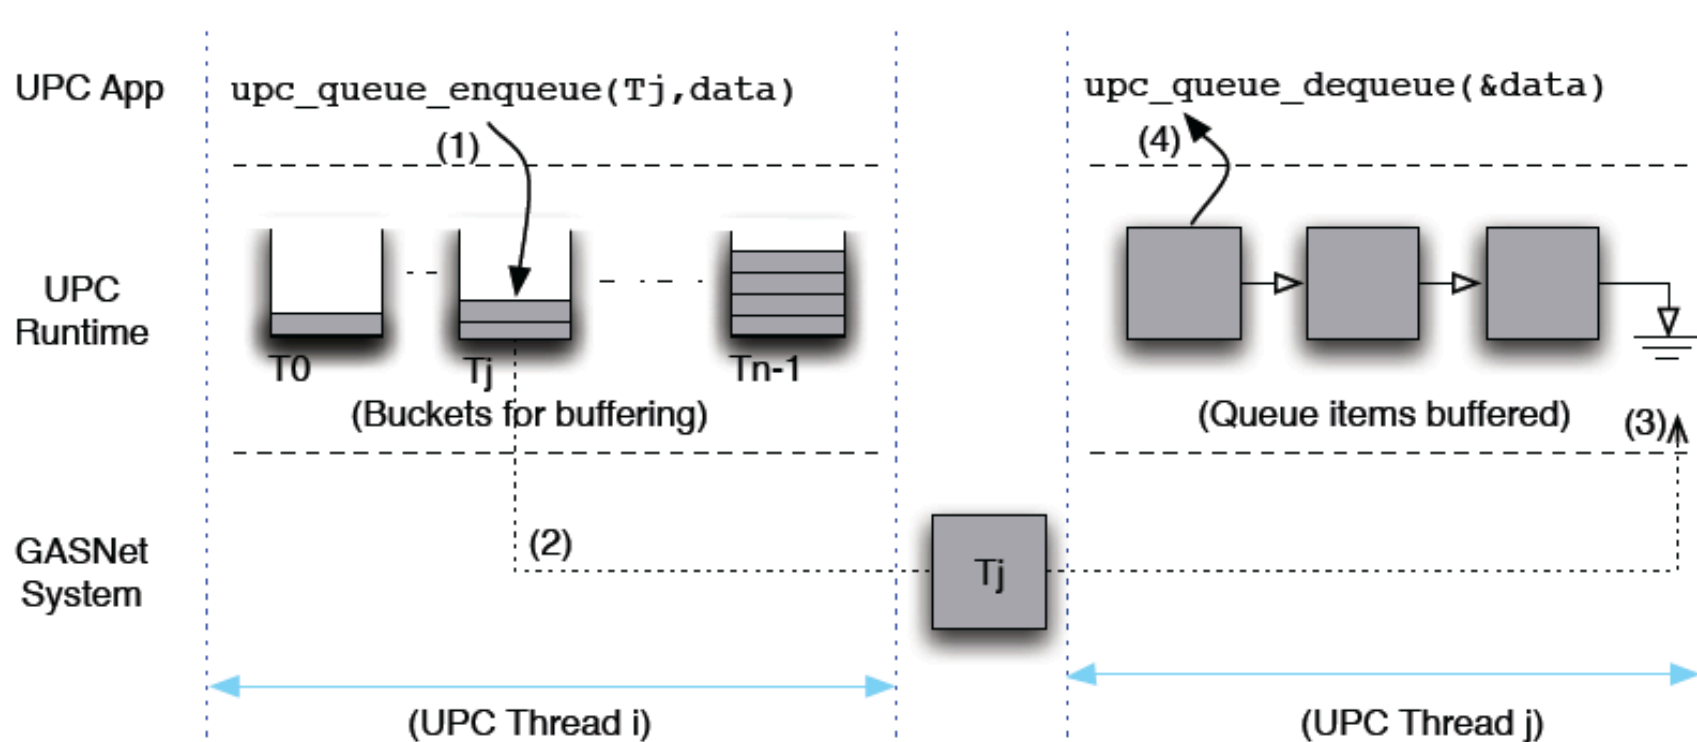 UPC App
upc_queue_enqueue(Tj,data)
upc_queue_dequeue(&data)
(1)
(4)
UPC
Runtime
T0
Tj
Tn-1
(Buckets for buffering)
(Queue items buffered)
(3)
GASNet
System
(2)
Tj
(UPC Thread i)
(UPC Thread j)